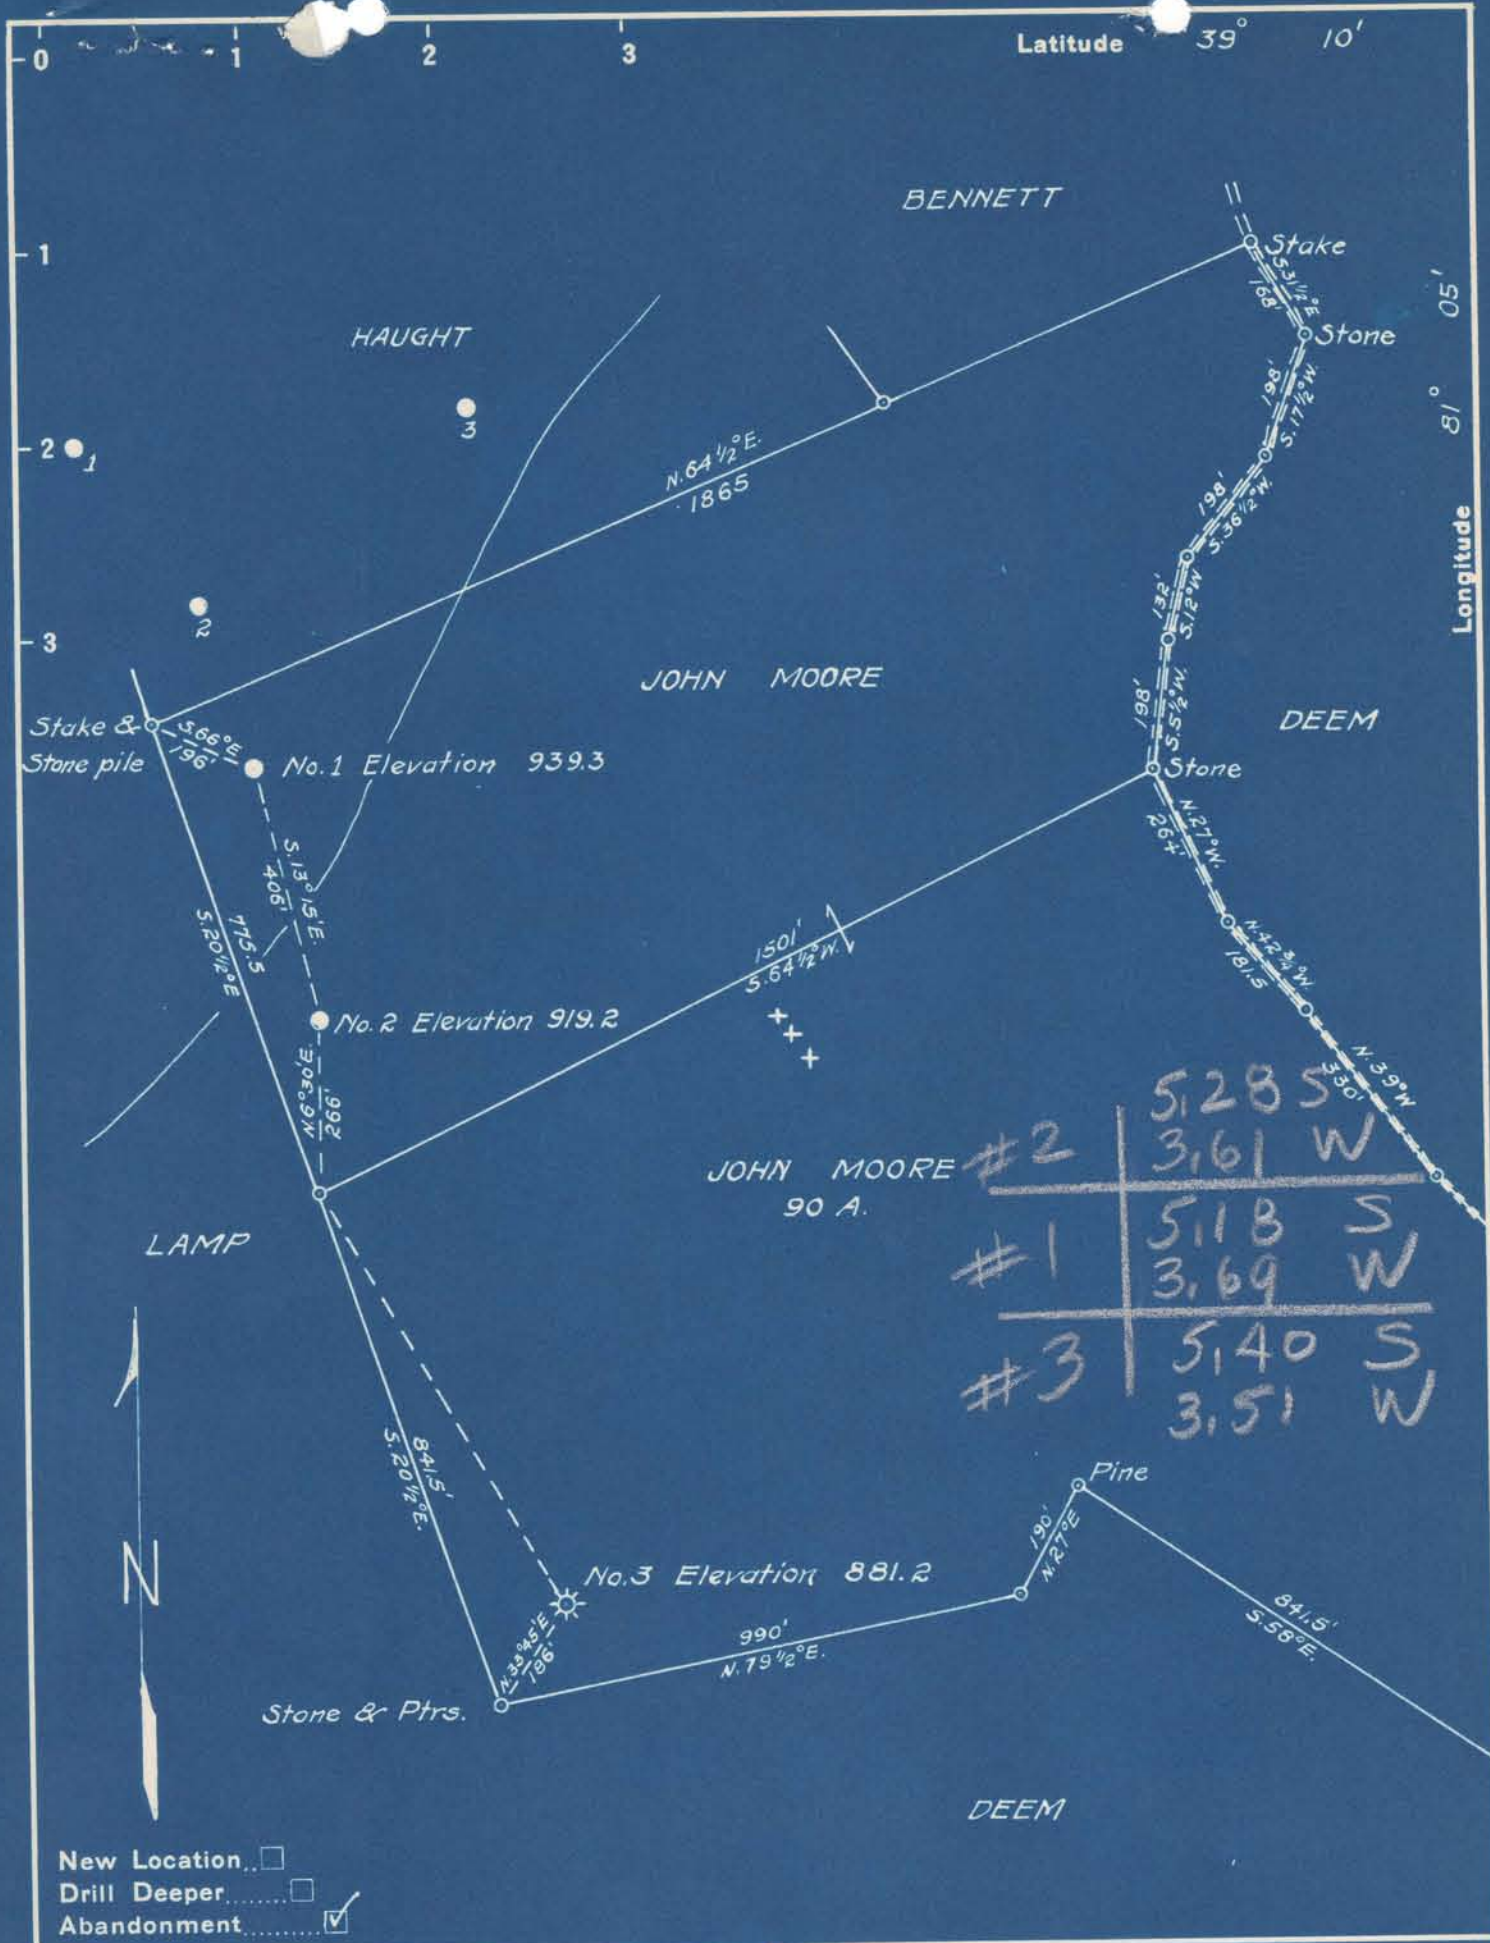 0 1 2 3 Latitude 39° 10'
BENNETT
Stake
1
S.31½°E
168'
05'
HAUGHT
Stone
81°
198'
S.17½°W.
3
2
1
N.64½°E.
1865
198'
S.36½°W.
Longitude
2
132'
S.12°W
3
JOHN MOORE
198'
S.5½°W.
DEEM
Stake &
Stone pile
S.66°E
196'
No.1 Elevation 939.3
Stone
N.27°W.
264'
S.13°15'E.
406'
775.5
S.20½°E
1501'
S.64½°W.
N.42¾°W.
181.5
No.2 Elevation 919.2
N.39°W
330'
N.9°30'E.
266'
JOHN MOORE
90 A.
#2 5.28 S
3.61 W
#1 5.18 S
3.69 W
#3 5.40 S
3.51 W
LAMP
841.5'
S.20½°E.
N
Pine
190'
N.27°E
No.3 Elevation 881.2
841.5'
S.58°E.
N.33°45'E
186'
990'
N.79½°E.
Stone & Ptrs.
DEEM
New Location..
Drill Deeper........
Abandonment..........✓